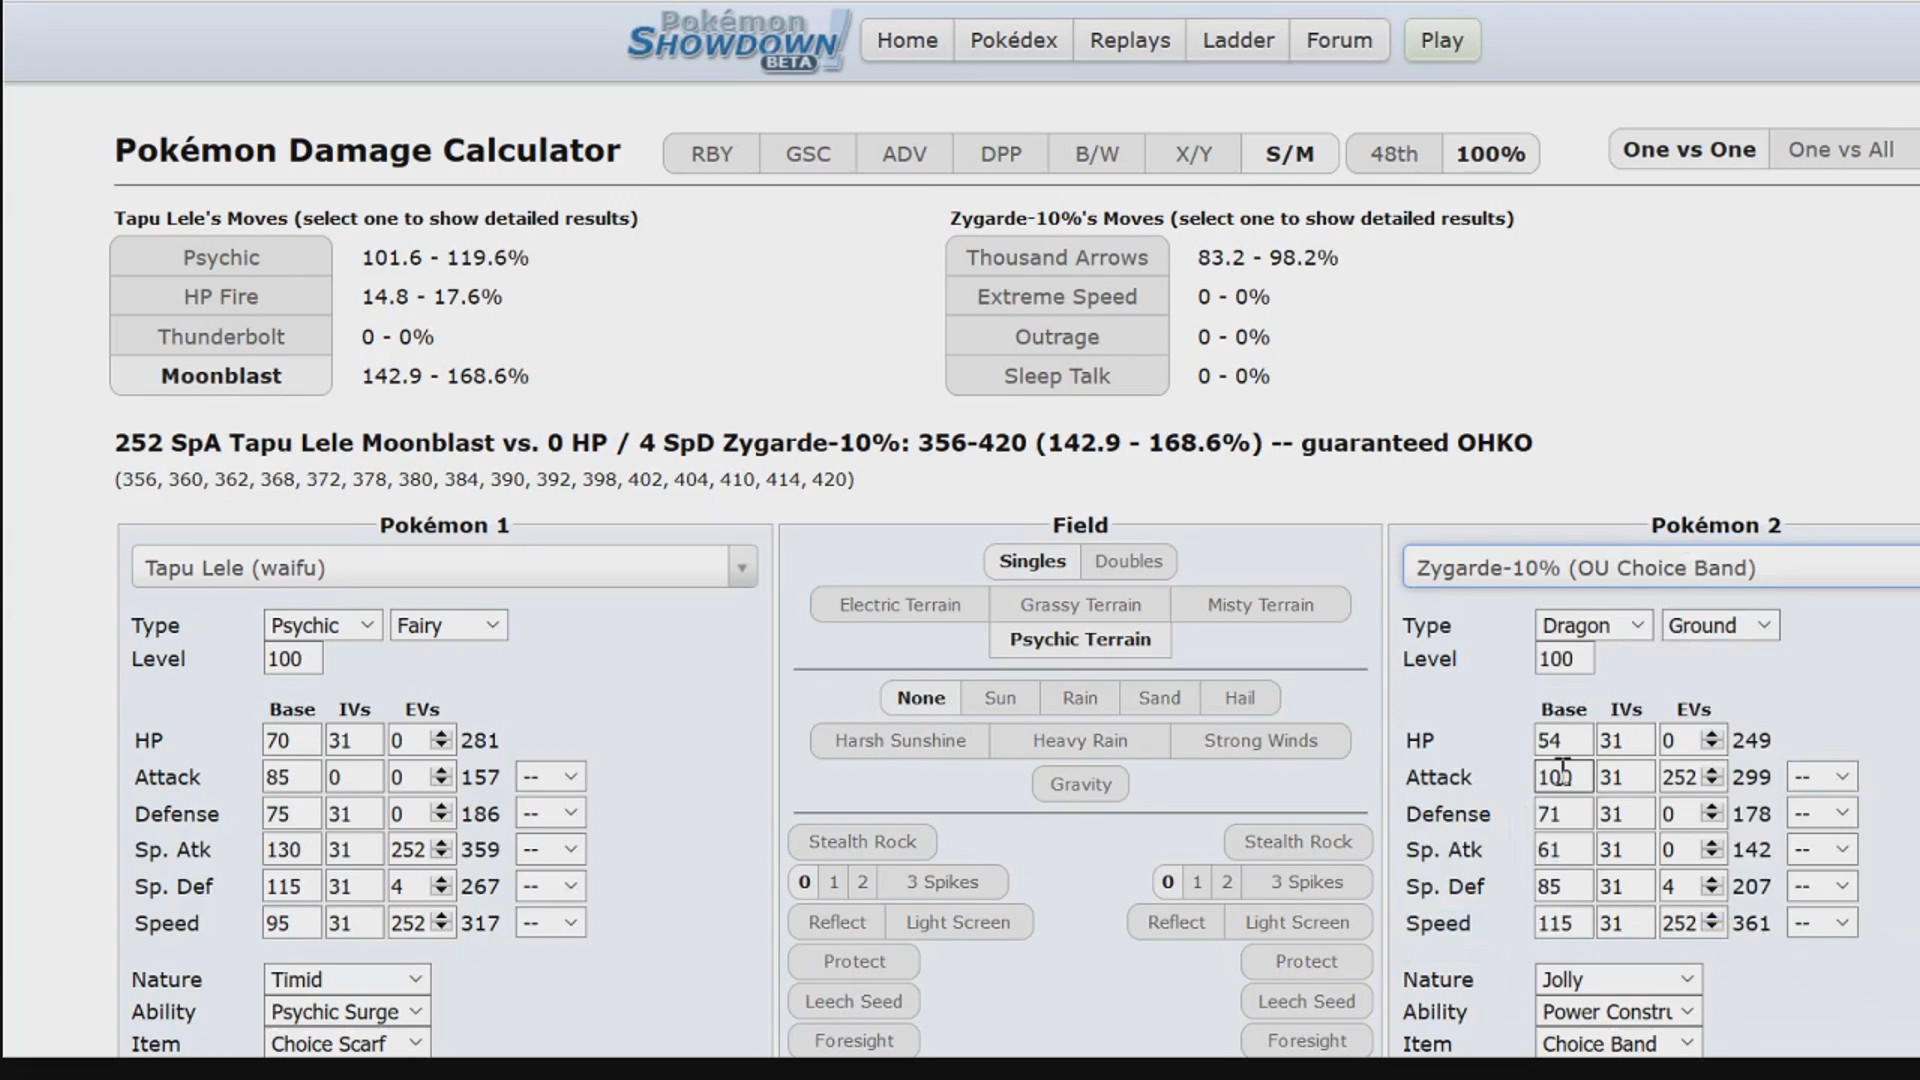 Pokémon
SHOWDOWN!
BETA
Home Pokédex Replays Ladder Forum Play
Pokémon Damage Calculator RBY GSC ADV DPP B/W X/Y S/M 48th 100% One vs One One vs All
Tapu Lele's Moves (select one to show detailed results) Zygarde-10%'s Moves (select one to show detailed results)
Psychic 101.6 - 119.6% Thousand Arrows 83.2 - 98.2%
HP Fire 14.8 - 17.6% Extreme Speed 0 - 0%
Thunderbolt 0 - 0% Outrage 0 - 0%
Moonblast 142.9 - 168.6% Sleep Talk 0 - 0%
252 SpA Tapu Lele Moonblast vs. 0 HP / 4 SpD Zygarde-10%: 356-420 (142.9 - 168.6%) -- guaranteed OHKO
(356, 360, 362, 368, 372, 378, 380, 384, 390, 392, 398, 402, 404, 410, 414, 420)
Pokémon 1 Field Pokémon 2
Tapu Lele (waifu) Singles Doubles Zygarde-10% (OU Choice Band)
Electric Terrain Grassy Terrain Misty Terrain
Type Psychic Fairy Psychic Terrain Type Dragon Ground
Level 100 Level 100
None Sun Rain Sand Hail
Base IVs EVs Base IVs EVs
HP 70 31 0 281 Harsh Sunshine Heavy Rain Strong Winds HP 54 31 0 249
Attack 85 0 0 157 -- Gravity Attack 100 31 252 299 --
Defense 75 31 0 186 -- Defense 71 31 0 178 --
Sp. Atk 130 31 252 359 -- Stealth Rock Stealth Rock Sp. Atk 61 31 0 142 --
Sp. Def 115 31 4 267 -- 0 1 2 3 Spikes 0 1 2 3 Spikes Sp. Def 85 31 4 207 --
Speed 95 31 252 317 -- Reflect Light Screen Reflect Light Screen Speed 115 31 252 361 --
Protect Protect
Nature Timid Nature Jolly
Leech Seed Leech Seed
Ability Psychic Surge Ability Power Constru
Foresight Foresight
Item Choice Scarf Item Choice Band